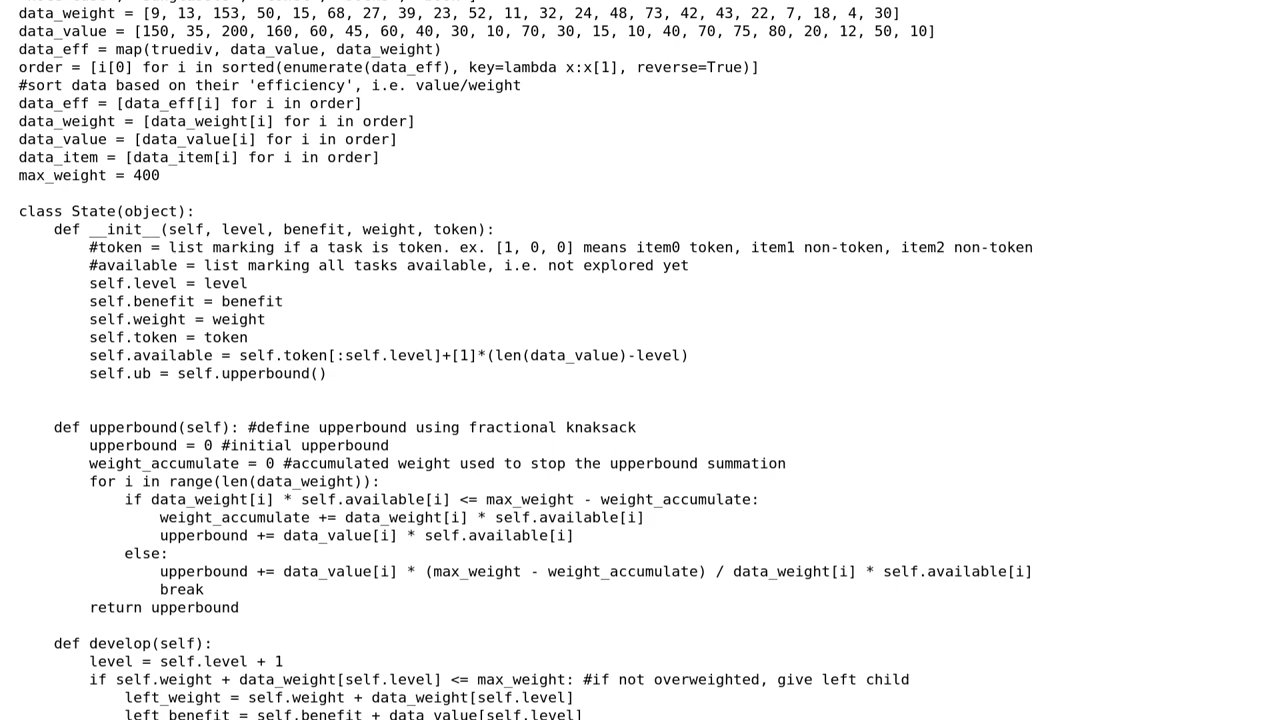 data_weight = [9, 13, 153, 50, 15, 68, 27, 39, 23, 52, 11, 32, 24, 48, 73, 42, 43, 22, 7, 18, 4, 30]
data_value = [150, 35, 200, 160, 60, 45, 60, 40, 30, 10, 70, 30, 15, 10, 40, 70, 75, 80, 20, 12, 50, 10]
data_eff = map(truediv, data_value, data_weight)
order = [i[0] for i in sorted(enumerate(data_eff), key=lambda x:x[1], reverse=True)]
#sort data based on their 'efficiency', i.e. value/weight
data_eff = [data_eff[i] for i in order]
data_weight = [data_weight[i] for i in order]
data_value = [data_value[i] for i in order]
data_item = [data_item[i] for i in order]
max_weight = 400

class State(object):
    def __init__(self, level, benefit, weight, token):
        #token = list marking if a task is token. ex. [1, 0, 0] means item0 token, item1 non-token, item2 non-token
        #available = list marking all tasks available, i.e. not explored yet
        self.level = level
        self.benefit = benefit
        self.weight = weight
        self.token = token
        self.available = self.token[:self.level]+[1]*(len(data_value)-level)
        self.ub = self.upperbound()

    def upperbound(self): #define upperbound using fractional knaksack
        upperbound = 0 #initial upperbound
        weight_accumulate = 0 #accumulated weight used to stop the upperbound summation
        for i in range(len(data_weight)):
            if data_weight[i] * self.available[i] <= max_weight - weight_accumulate:
                weight_accumulate += data_weight[i] * self.available[i]
                upperbound += data_value[i] * self.available[i]
            else:
                upperbound += data_value[i] * (max_weight - weight_accumulate) / data_weight[i] * self.available[i]
                break
        return upperbound

    def develop(self):
        level = self.level + 1
        if self.weight + data_weight[self.level] <= max_weight: #if not overweighted, give left child
            left_weight = self.weight + data_weight[self.level]
            left_benefit = self.benefit + data_value[self.level]